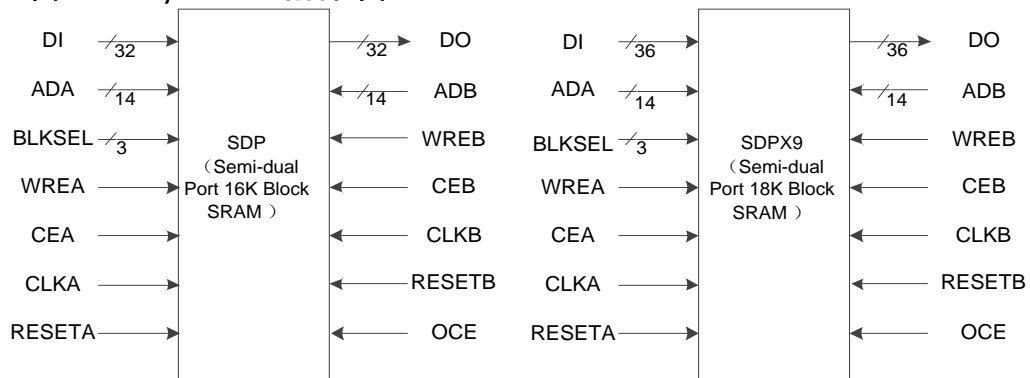 DI
32
32
DO
ADA
14
14
ADB
BLKSEL
3
WREB
WREA
CEB
CEA
CLKB
CLKA
RESETB
RESETA
OCE
SDP
（Semi-dual
Port 16K Block
SRAM ）
DI
36
36
DO
ADA
14
14
ADB
BLKSEL
3
WREB
WREA
CEB
CEA
CLKB
CLKA
RESETB
RESETA
OCE
SDPX9
（Semi-dual
Port 18K Block
SRAM ）